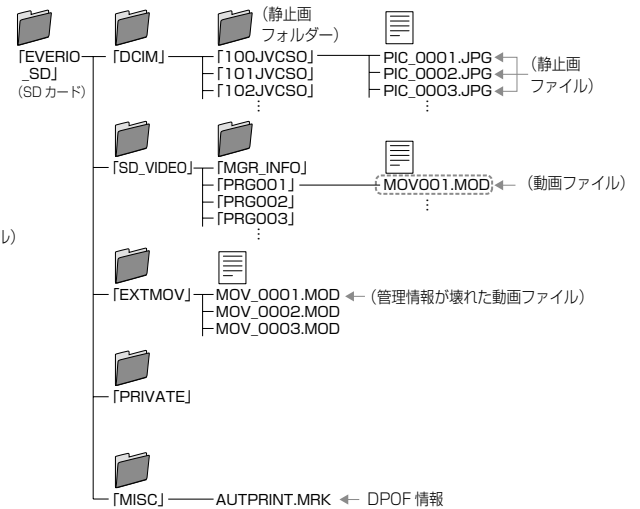 「EVERIO_SD」
（SDカード）
「DCIM」
（静止画フォルダー）
「100JVCSO」
「101JVCSO」
「102JVCSO」
⋮
PIC_0001.JPG
PIC_0002.JPG
PIC_0003.JPG
⋮
（静止画ファイル）
「SD_VIDEO」
「MGR_INFO」
「PRG001」
「PRG002」
「PRG003」
⋮
MOV001.MOD
⋮
（動画ファイル）
ル）
「EXTMOV」
MOV_0001.MOD
MOV_0002.MOD
MOV_0003.MOD
（管理情報が壊れた動画ファイル）
「PRIVATE」
「MISC」
AUTPRINT.MRK
DPOF 情報